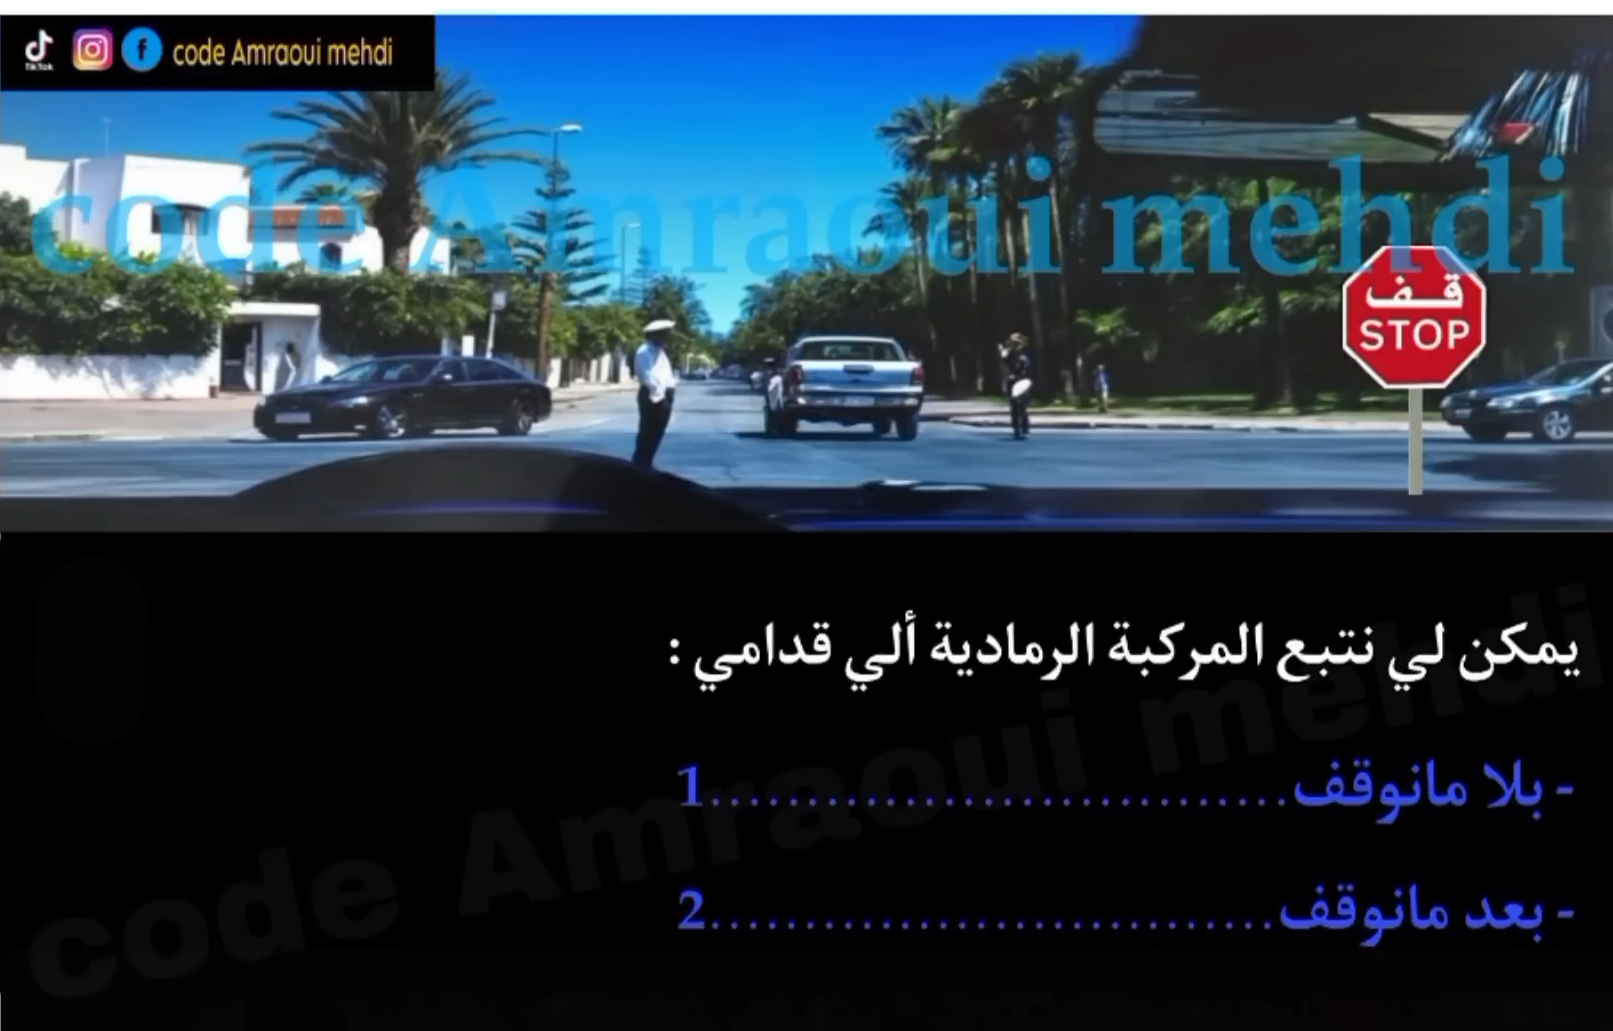 TikTok
code Amraoui mehdi
code Amraoui mehdi
قف
STOP
يمكن لي نتبع المركبة الرمادية ألي قدامي :
- بلا مانوقف..............................1
- بعد مانوقف..............................2
code Amraoui mehdi